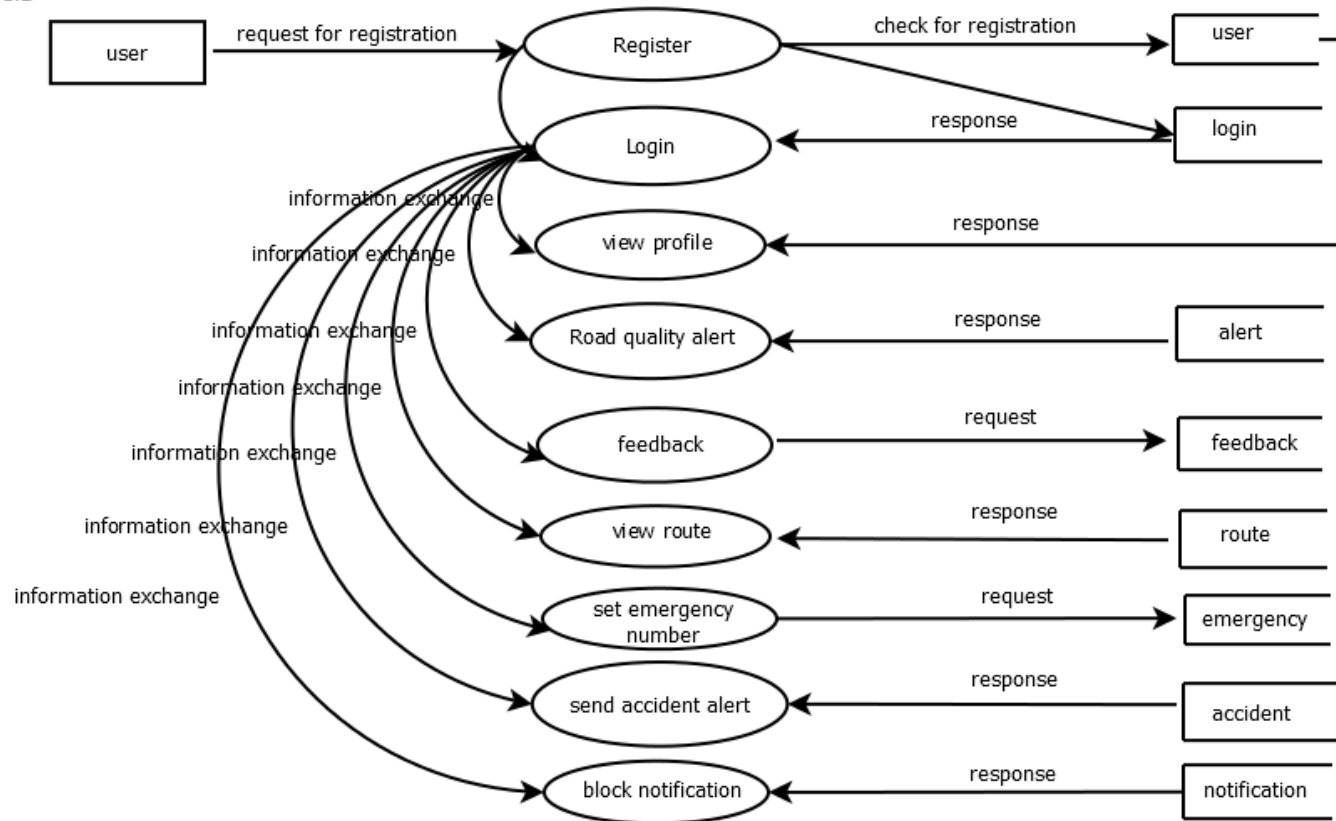 user
request for registration
Register
check for registration
user
Login
response
login
information exchange
view profile
response
information exchange
Road quality alert
response
alert
information exchange
information exchange
feedback
request
feedback
information exchange
view route
response
route
information exchange
set emergency
number
request
emergency
information exchange
send accident alert
response
accident
block notification
response
notification